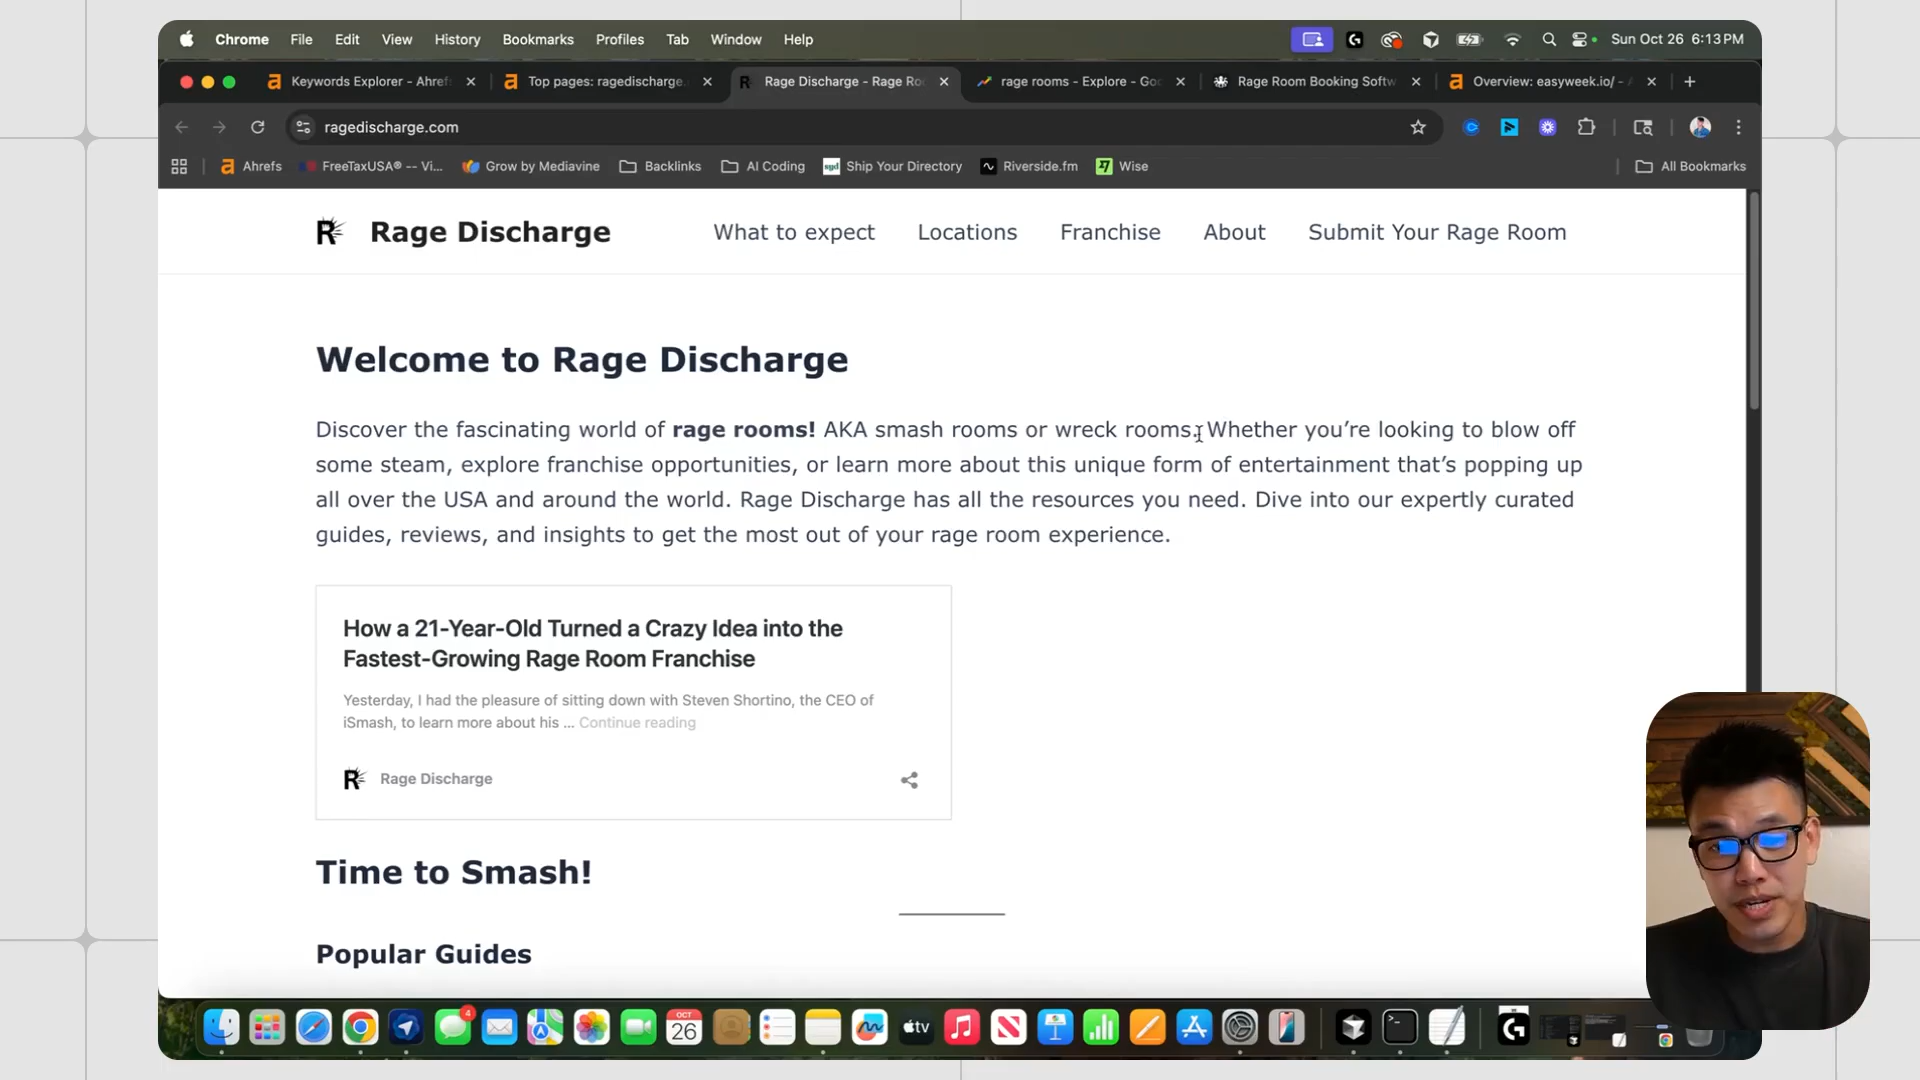 Chrome File Edit View History Bookmarks Profiles Tab Window Help Sun Oct 26 6:13 PM
Keywords Explorer - Ahref Top pages: ragedischarge. Rage Discharge - Rage Ro rage rooms - Explore - Goo Rage Room Booking Softw Overview: easyweek.io/ - A
ragedischarge.com
Ahrefs FreeTaxUSA® -- Vi... Grow by Mediavine Backlinks AI Coding syd Ship Your Directory Riverside.fm Wise All Bookmarks
Rage Discharge What to expect Locations Franchise About Submit Your Rage Room
Welcome to Rage Discharge
Discover the fascinating world of rage rooms! AKA smash rooms or wreck rooms. Whether you’re looking to blow off
some steam, explore franchise opportunities, or learn more about this unique form of entertainment that’s popping up
all over the USA and around the world. Rage Discharge has all the resources you need. Dive into our expertly curated
guides, reviews, and insights to get the most out of your rage room experience.
How a 21-Year-Old Turned a Crazy Idea into the
Fastest-Growing Rage Room Franchise
Yesterday, I had the pleasure of sitting down with Steven Shortino, the CEO of
iSmash, to learn more about his ... Continue reading
Rage Discharge
Time to Smash!
Popular Guides
4
OCT
26
tv